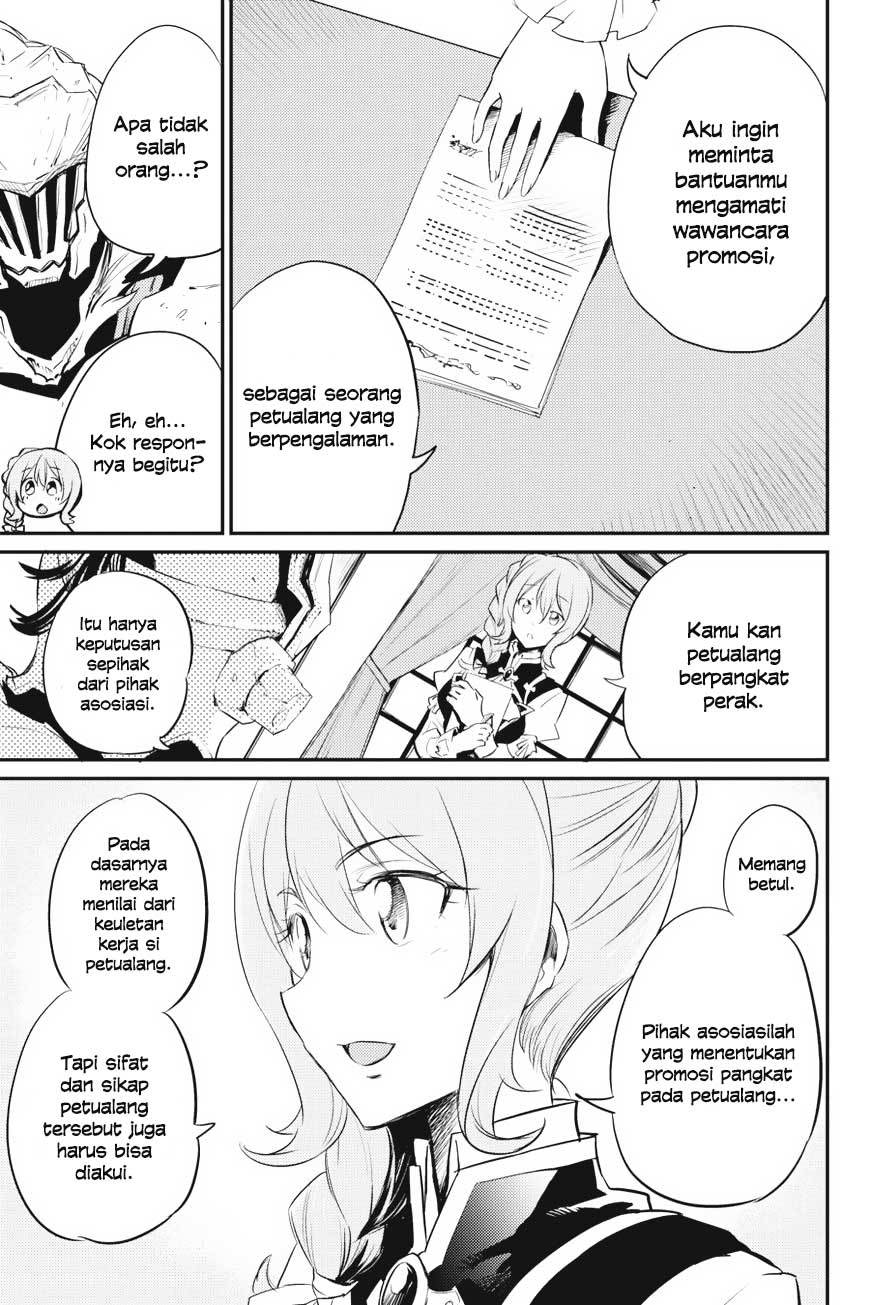 Aku ingin
meminta
bantuanmu
mengamati
wawancara
promosi,
sebagai seorang
petualang yang
berpengalaman.
Apa tidak
salah
orang...?
Eh, eh...
Kok respon-
nya begitu?
Kamu kan
petualang
berpangkat
perak.
Itu hanya
keputusan
sepihak
dari pihak
asosiasi.
Memang
betul.
Pihak asosiasilah
yang menentukan
promosi pangkat
pada petualang...
Pada
dasarnya
mereka
menilai dari
keuletan
kerja si
petualang.
Tapi sifat
dan sikap
petualang
tersebut juga
harus bisa
diakui.